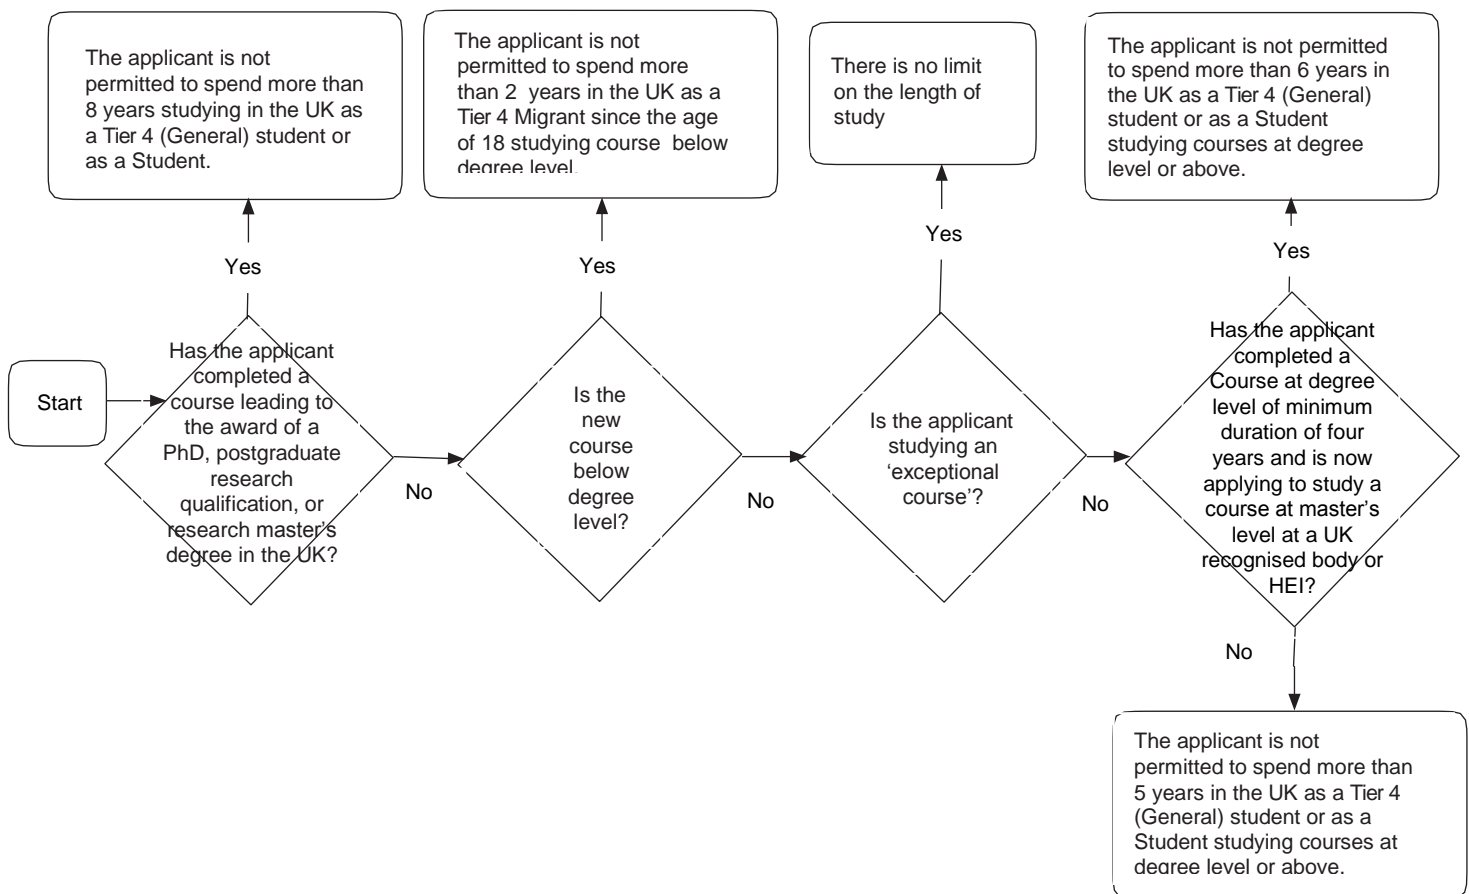 The applicant is not
permitted to spend more than
8 years studying in the UK as
a Tier 4 (General) student or
as a Student.
The applicant is not
permitted to spend more
than 2 years in the UK as a
Tier 4 Migrant since the age
of 18 studying course below
degree level.
There is no limit
on the length of
study
The applicant is not permitted
to spend more than 6 years in
the UK as a Tier 4 (General)
student or as a Student
studying courses at degree
level or above.
Yes
Yes
Yes
Yes
Start
Has the applicant
completed a
course leading to
the award of a
PhD, postgraduate
research
qualification, or
research master's
degree in the UK?
No
Is the
new
course
below
degree
level?
No
Is the applicant
studying an
‘exceptional
course’?
No
Has the applicant
completed a
Course at degree
level of minimum
duration of four
years and is now
applying to study a
course at master’s
level at a UK
recognised body or
HEI?
No
The applicant is not
permitted to spend more than
5 years in the UK as a Tier 4
(General) student or as a
Student studying courses at
degree level or above.